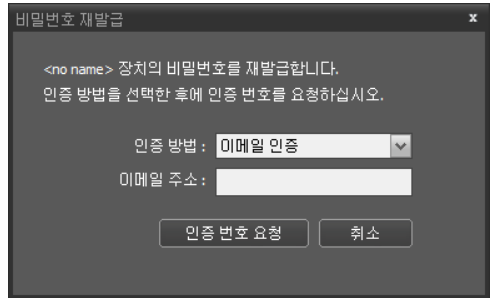 비밀번호 재발급 x
<no name> 장치의 비밀번호를 재발급합니다.
인증 방법을 선택한 후에 인증 번호를 요청하십시오.
인증 방법 : 이메일 인증
이메일 주소 :
인증 번호 요청 취소